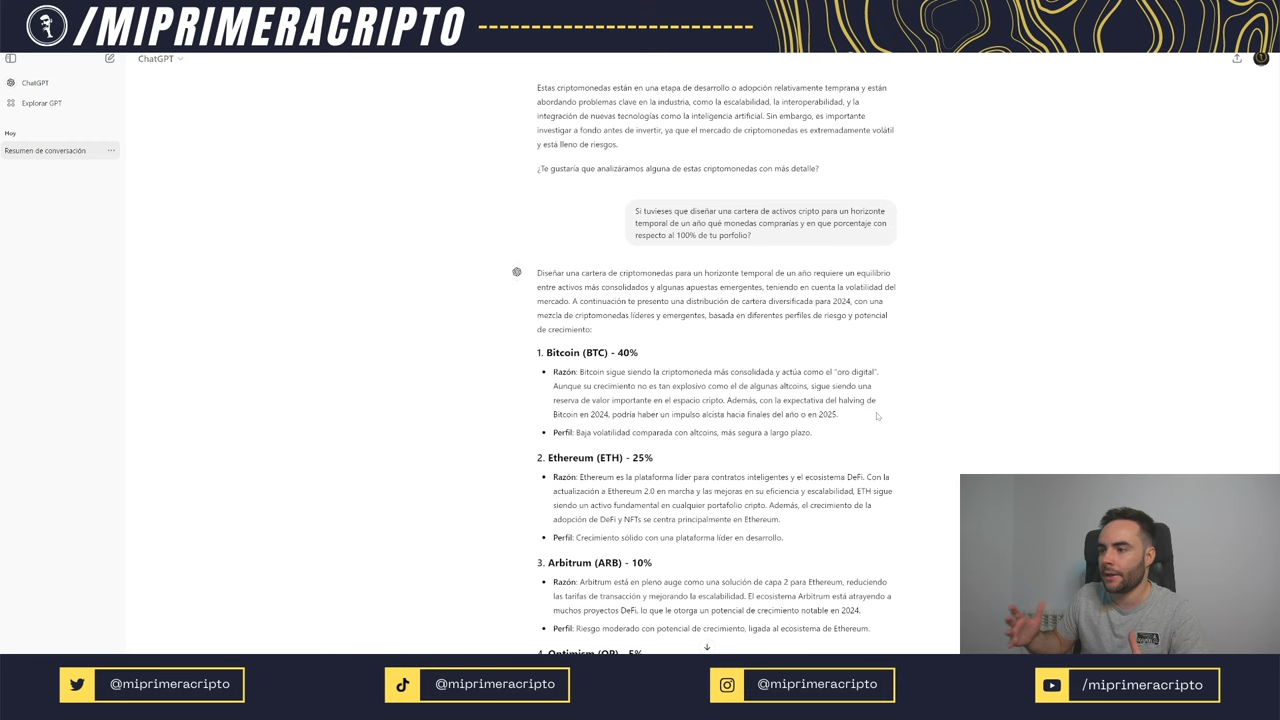 /MIPRIMERACRIPTO
ChatGPT
ChatGPT
Explorar GPT
Hoy
Resumen de conversación
Estas criptomonedas están en una etapa de desarrollo o adopción relativamente temprana y están
abordando problemas clave en la industria, como la escalabilidad, la interoperabilidad, y la
integración de nuevas tecnologías como la inteligencia artificial. Sin embargo, es importante
investigar a fondo antes de invertir, ya que el mercado de criptomonedas es extremadamente volátil
y está lleno de riesgos.
¿Te gustaría que analizáramos alguna de estas criptomonedas con más detalle?
Si tuvieses que diseñar una cartera de activos cripto para un horizonte
temporal de un año qué monedas comprarías y en que porcentaje con
respecto al 100% de tu porfolio?
Diseñar una cartera de criptomonedas para un horizonte temporal de un año requiere un equilibrio
entre activos más consolidados y algunas apuestas emergentes, teniendo en cuenta la volatilidad del
mercado. A continuación te presento una distribución de cartera diversificada para 2024, con una
mezcla de criptomonedas líderes y emergentes, basada en diferentes perfiles de riesgo y potencial
de crecimiento:
1. Bitcoin (BTC) - 40%
• Razón: Bitcoin sigue siendo la criptomoneda más consolidada y actúa como el "oro digital".
Aunque su crecimiento no es tan explosivo como el de algunas altcoins, sigue siendo una
reserva de valor importante en el espacio cripto. Además, con la expectativa del halving de
Bitcoin en 2024, podría haber un impulso alcista hacia finales del año o en 2025.
• Perfil: Baja volatilidad comparada con altcoins, más segura a largo plazo.
2. Ethereum (ETH) - 25%
• Razón: Ethereum es la plataforma líder para contratos inteligentes y el ecosistema DeFi. Con la
actualización a Ethereum 2.0 en marcha y las mejoras en su eficiencia y escalabilidad, ETH sigue
siendo un activo fundamental en cualquier portafolio cripto. Además, el crecimiento de la
adopción de DeFi y NFTs se centra principalmente en Ethereum.
• Perfil: Crecimiento sólido con una plataforma líder en desarrollo.
3. Arbitrum (ARB) - 10%
• Razón: Arbitrum está en pleno auge como una solución de capa 2 para Ethereum, reduciendo
las tarifas de transacción y mejorando la escalabilidad. El ecosistema Arbitrum está atrayendo a
muchos proyectos DeFi, lo que le otorga un potencial de crecimiento notable en 2024.
• Perfil: Riesgo moderado con potencial de crecimiento, ligada al ecosistema de Ethereum.
4. Optimism (OP) - 5%
@miprimeracripto
@miprimeracripto
@miprimeracripto
/miprimeracripto